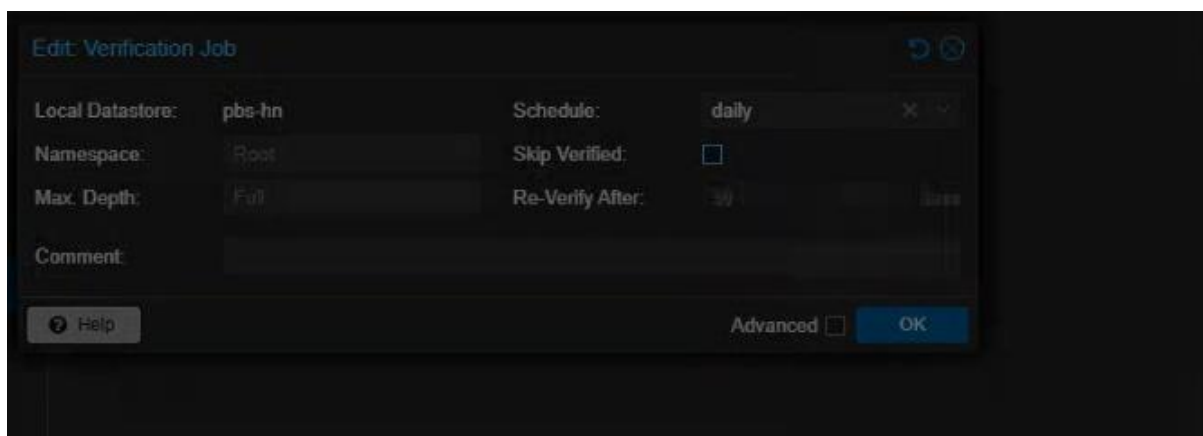 Edit: Verification Job
Local Datastore: pbs-hn Schedule: daily
Namespace: Root Skip Verified:
Max. Depth: Full Re-Verify After:
Comment:
Help Advanced OK